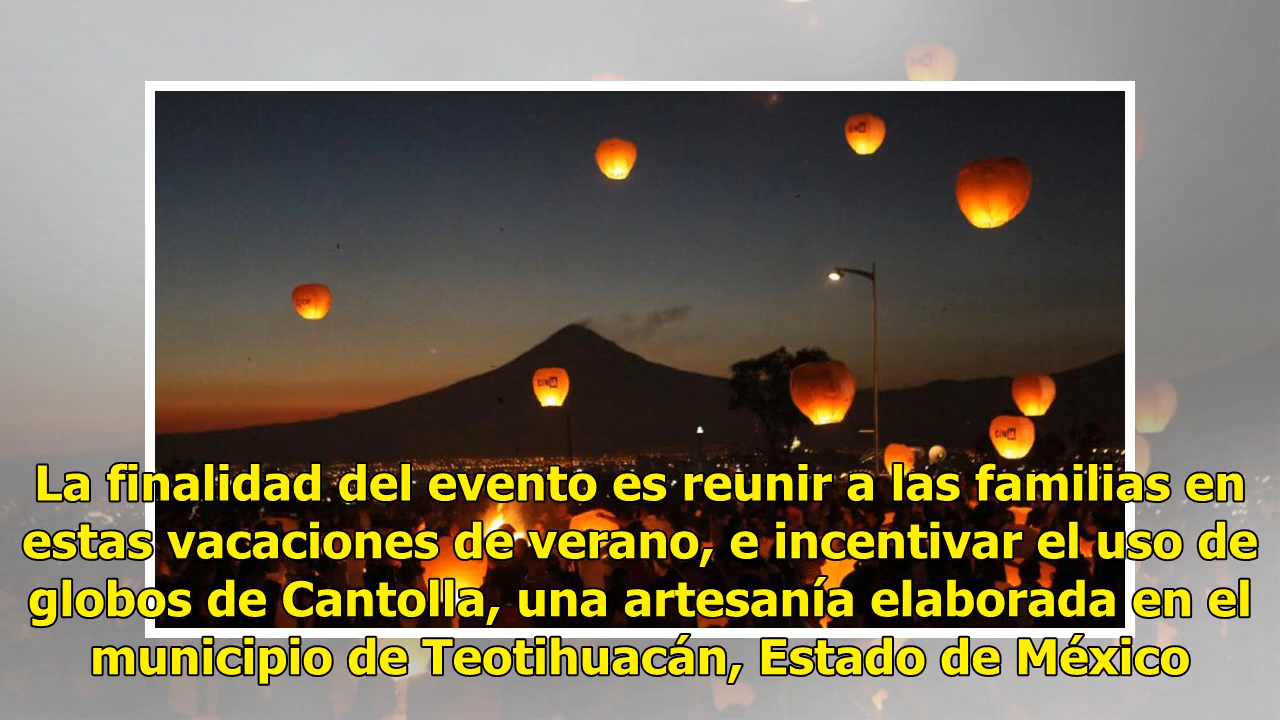 La finalidad del evento es reunir a las familias en
estas vacaciones de verano, e incentivar el uso de
globos de Cantolla, una artesanía elaborada en el
municipio de Teotihuacán, Estado de México